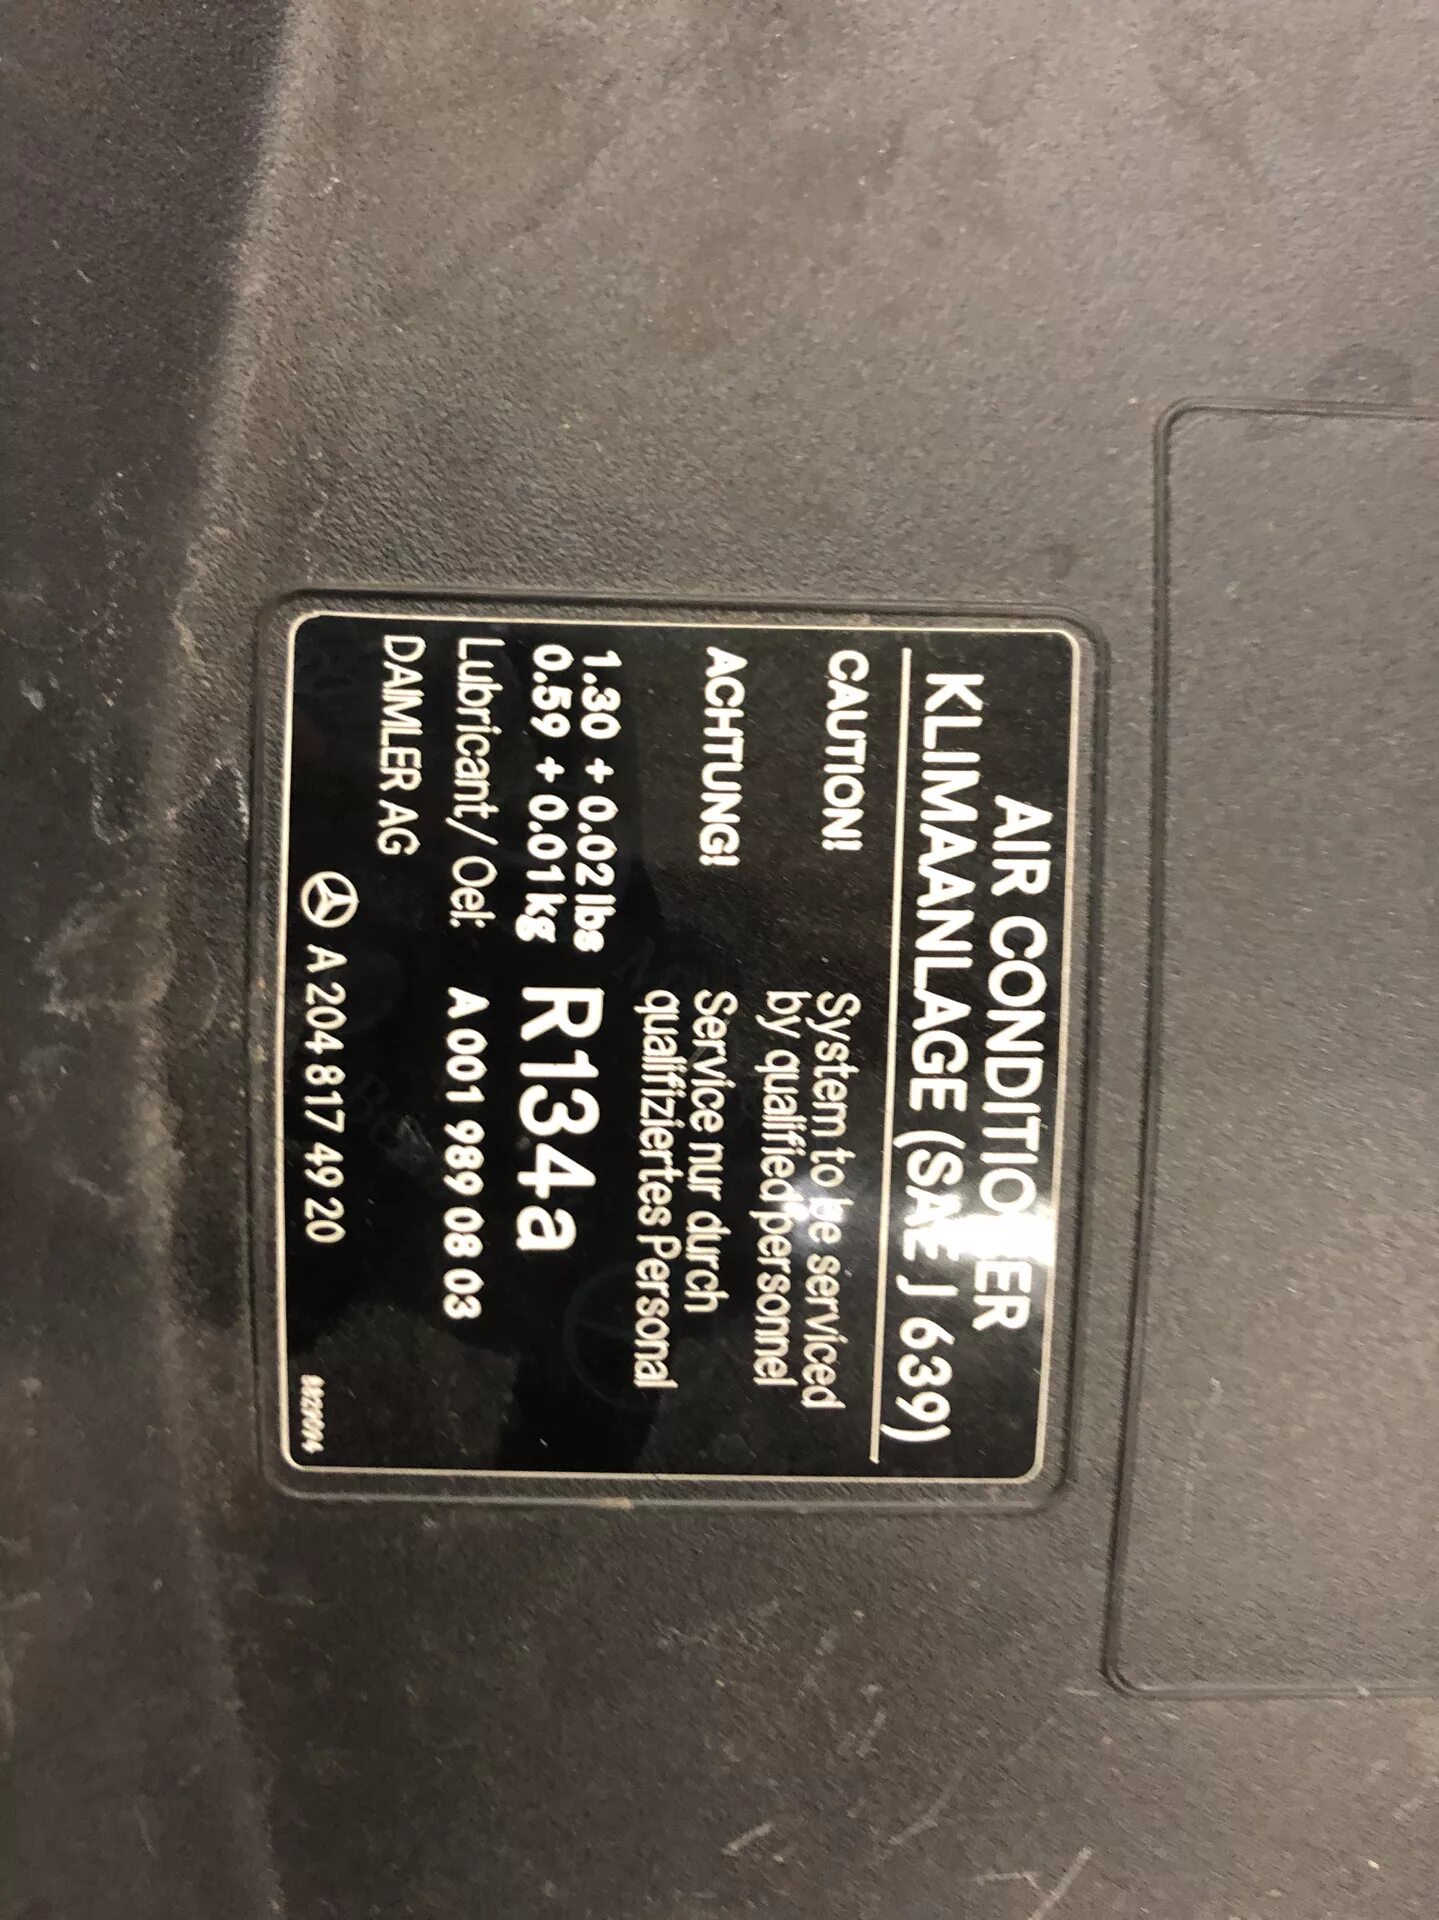 AIR CONDITIONER
KLIMAANLAGE (SAE J 639)
CAUTION! System to be serviced
by qualified personnel
ACHTUNG! Service nur durch
qualifiziertes Personal
1.30 + 0.02 lbs
0.59 + 0.01 kg R134a
Lubricant / Oel: A 001 989 08 03
DAIMLER AG
A 204 817 49 20